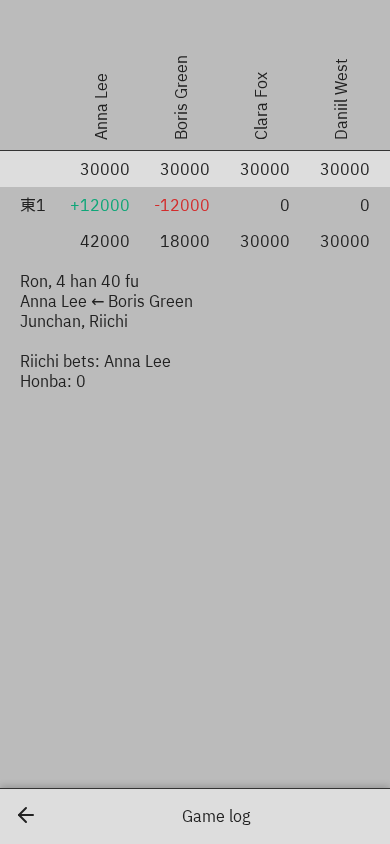 Anna Lee Boris Green Clara Fox Daniil West
30000 30000 30000 30000
東1 +12000 -12000 0 0
42000 18000 30000 30000
Ron, 4 han 40 fu
Anna Lee ← Boris Green
Junchan, Riichi
Riichi bets: Anna Lee
Honba: 0
Game log